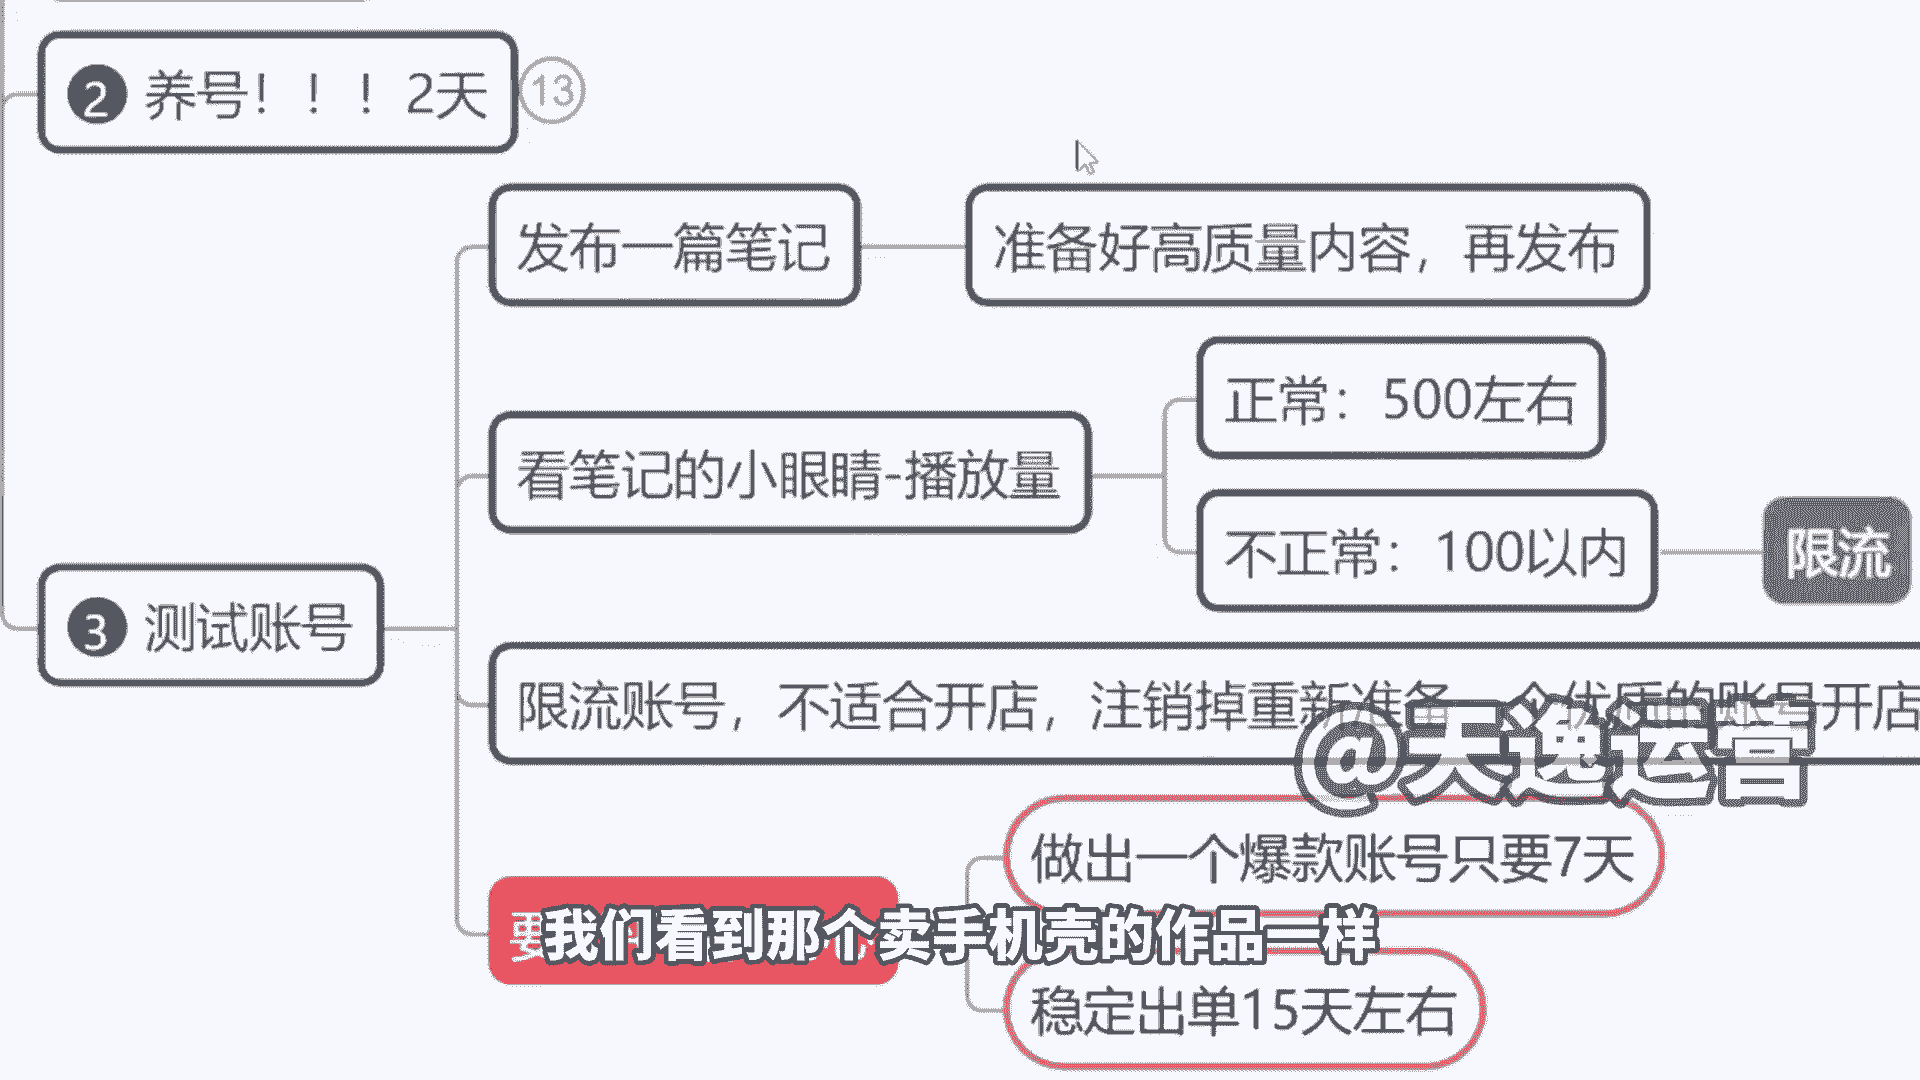 2 养号！！！2天 13
发布一篇笔记
准备好高质量内容，再发布
正常：500左右
看笔记的小眼睛-播放量
不正常：100以内
限流
3 测试账号
限流账号，不适合开店，注销掉重新准备一个优质的账号开店
@天逸运营
做出一个爆款账号只要7天
要
我们看到那个卖手机壳的作品一样
稳定出单15天左右